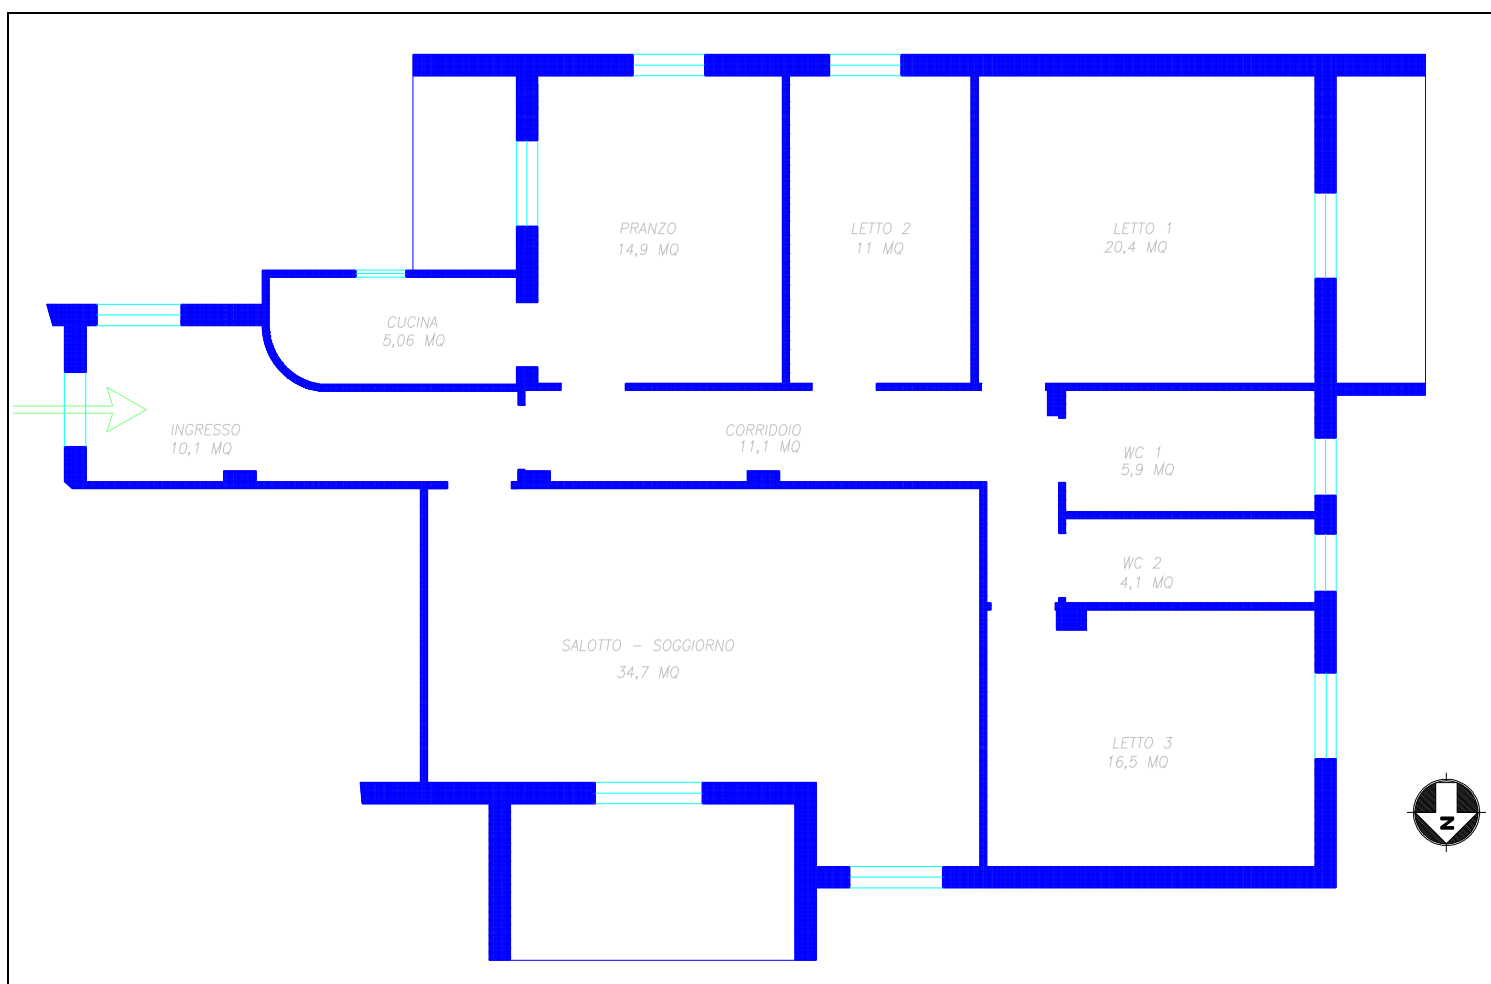 PRANZO
14,9 MQ
LETTO 2
11 MQ
LETTO 1
20,4 MQ
CUCINA
5,06 MQ
INGRESSO
10,1 MQ
CORRIDOIO
11,1 MQ
WC 1
5,9 MQ
WC 2
4,1 MQ
SALOTTO - SOGGIORNO
34,7 MQ
LETTO 3
16,5 MQ
N